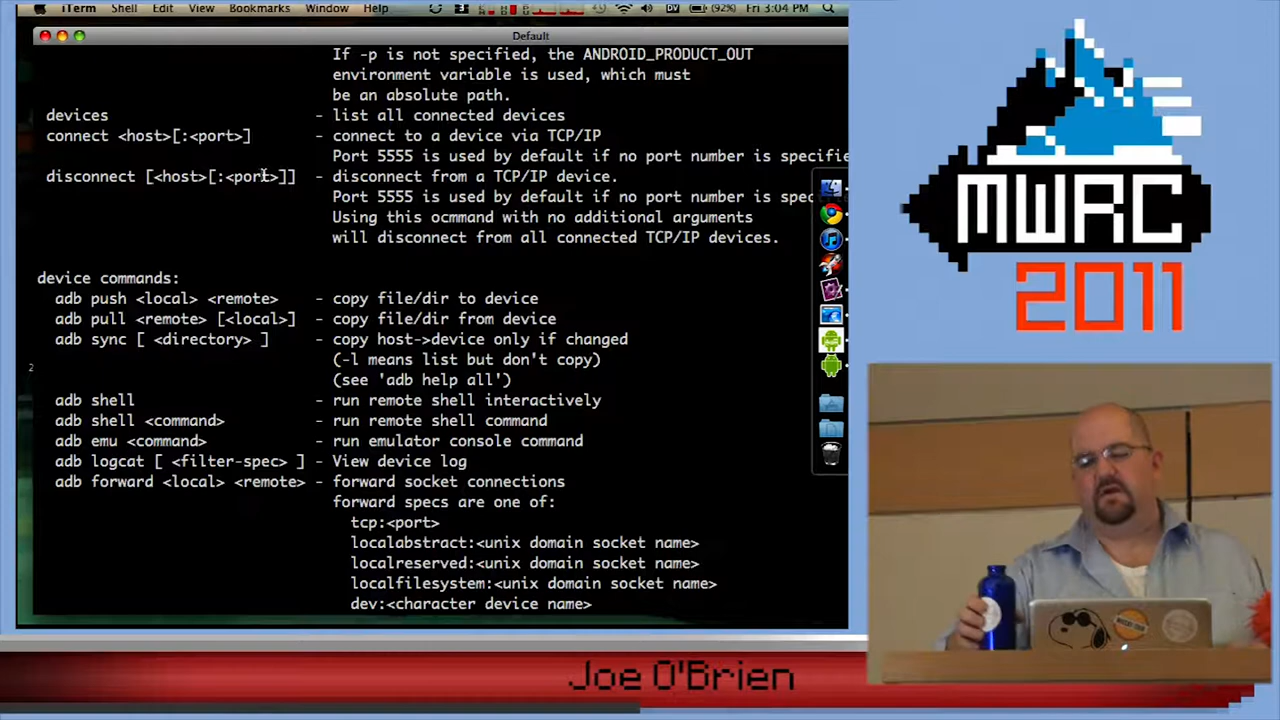 iTerm Shell Edit View Bookmarks Window Help (92%) Fri 3:04 PM
Default
If -p is not specified, the ANDROID_PRODUCT_OUT
environment variable is used, which must
be an absolute path.
devices - list all connected devices
connect <host>[:<port>] - connect to a device via TCP/IP
Port 5555 is used by default if no port number is specifie
disconnect [<host>[:<port>]] - disconnect from a TCP/IP device.
Port 5555 is used by default if no port number is
Using this ocmmand with no additional arguments
will disconnect from all connected TCP/IP devices.
device commands:
adb push <local> <remote> - copy file/dir to device
adb pull <remote> [<local>] - copy file/dir from device
adb sync [ <directory> ] - copy host->device only if changed
(-l means list but don't copy)
(see 'adb help all')
adb shell - run remote shell interactively
adb shell <command> - run remote shell command
adb emu <command> - run emulator console command
adb logcat [ <filter-spec> ] - View device log
adb forward <local> <remote> - forward socket connections
forward specs are one of:
tcp:<port>
localabstract:<unix domain socket name>
localreserved:<unix domain socket name>
localfilesystem:<unix domain socket name>
dev:<character device name>
MWRC
2011
Joe O'Brien